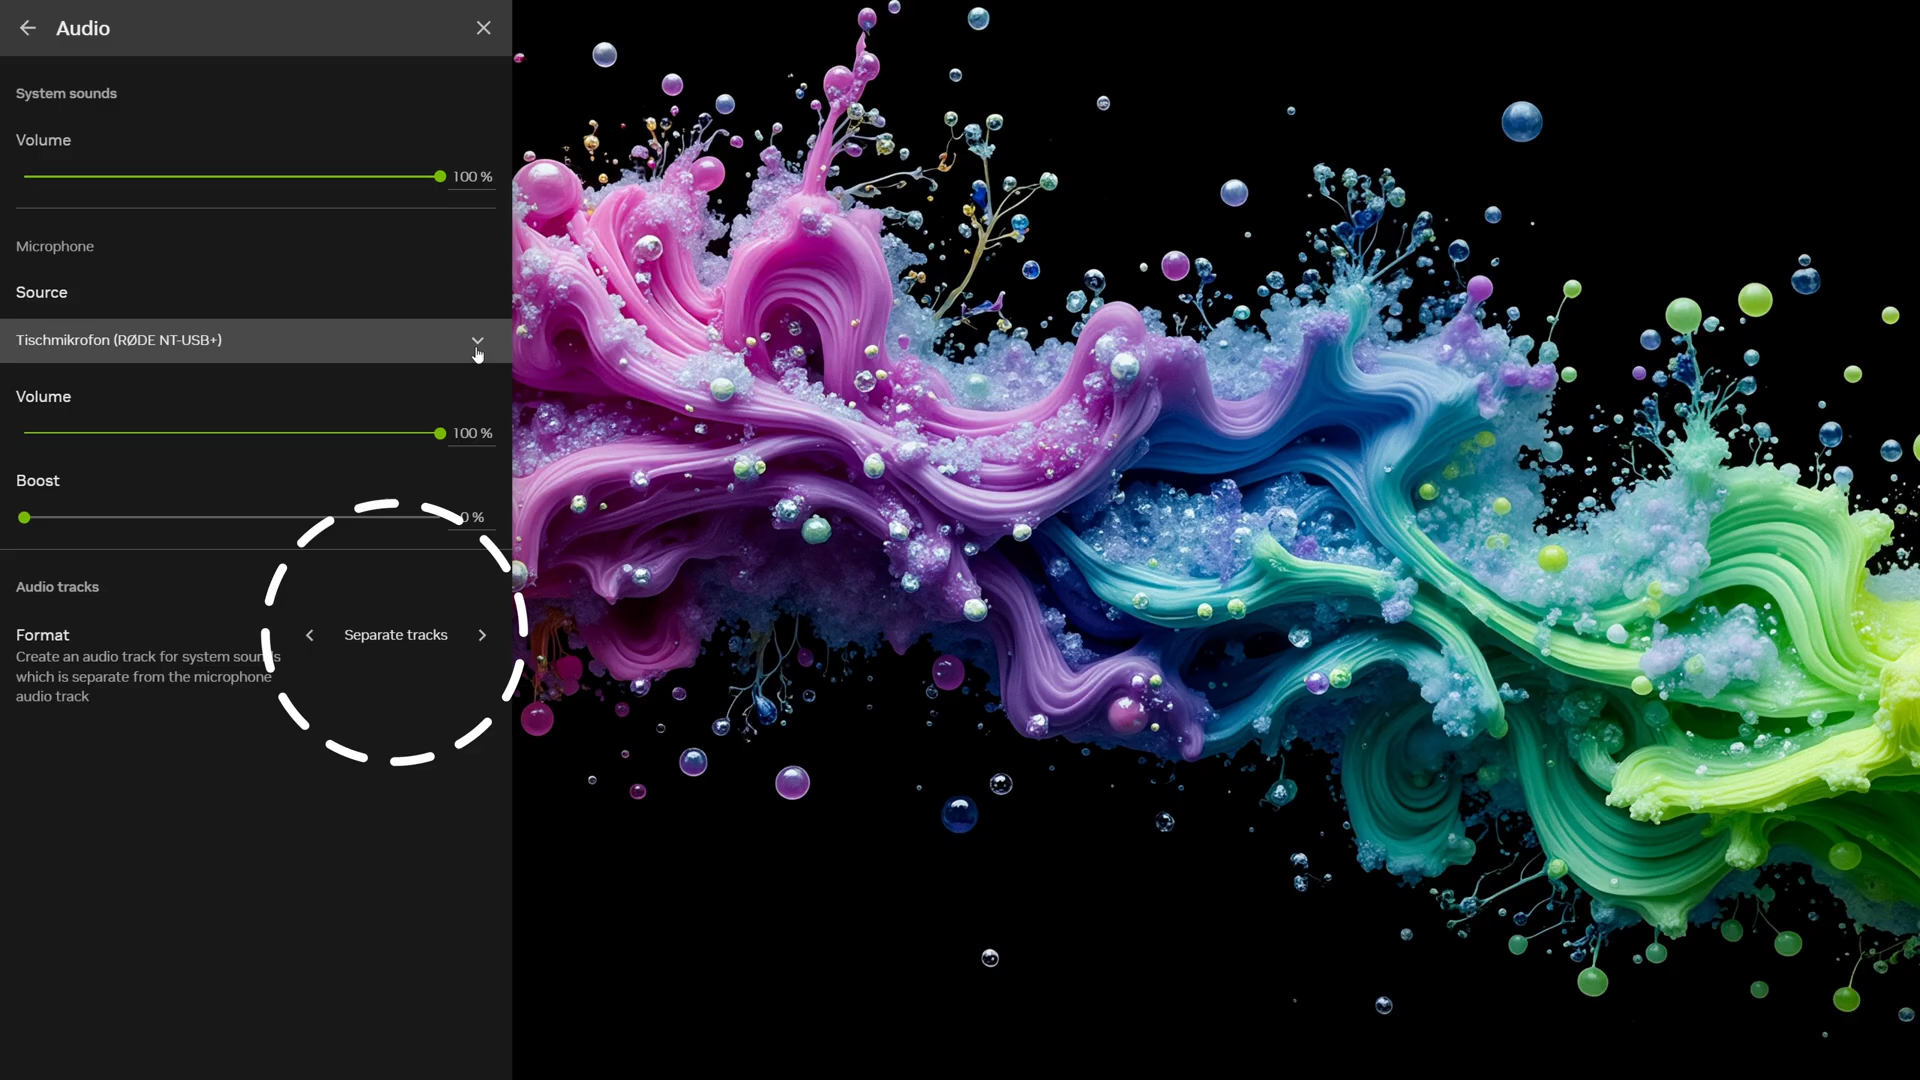 Audio
System sounds
Volume
100 %
Microphone
Source
Tischmikrofon (RØDE NT-USB+)
Volume
100 %
Boost
0 %
Audio tracks
Format
Separate tracks
Create an audio track for system sounds
which is separate from the microphone
audio track